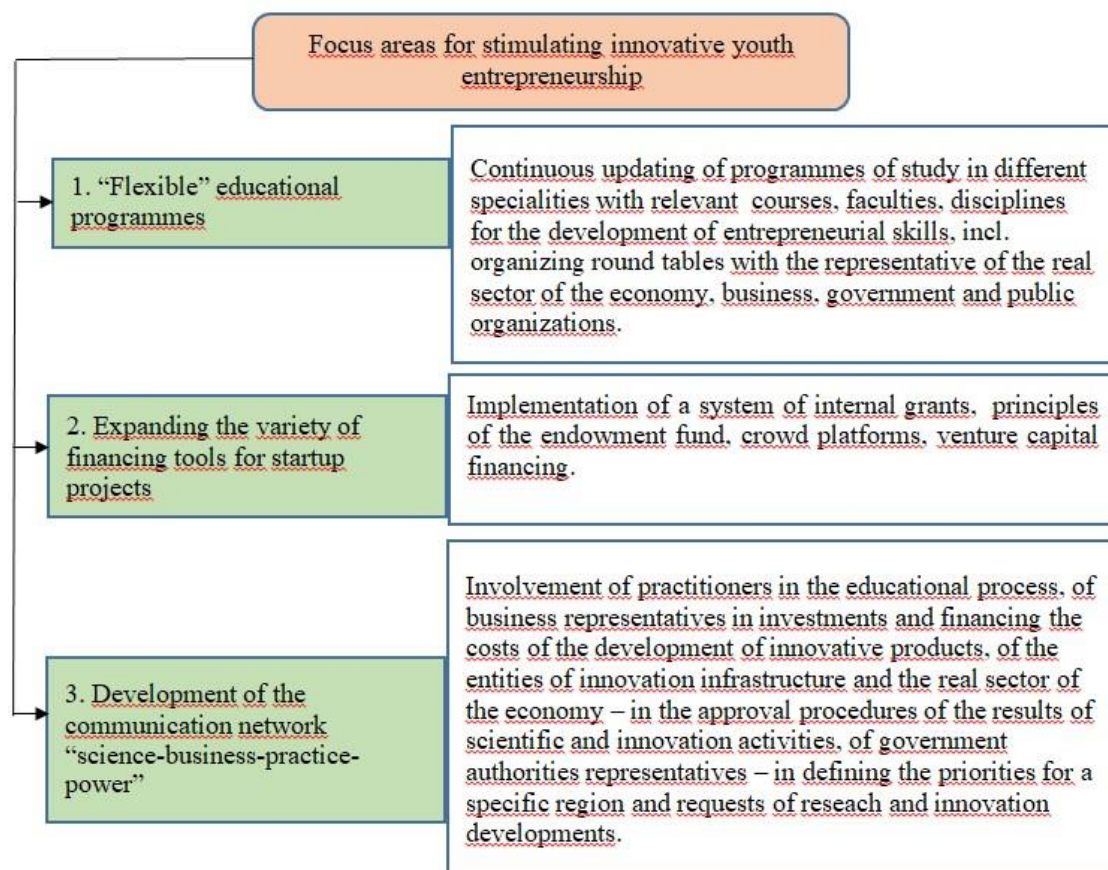 Focus areas for stimulating innovative youth
entrepreneurship
1. “Flexible” educational
programmes
Continuous updating of programmes of study in different
specialities with relevant courses, faculties, disciplines
for the development of entrepreneurial skills, incl.
organizing round tables with the representative of the real
sector of the economy, business, government and public
organizations.
2. Expanding the variety of
financing tools for startup
projects
Implementation of a system of internal grants, principles
of the endowment fund, crowd platforms, venture capital
financing.
3. Development of the
communication network
“science-business-practice-
power”
Involvement of practitioners in the educational process, of
business representatives in investments and financing the
costs of the development of innovative products, of the
entities of innovation infrastructure and the real sector of
the economy – in the approval procedures of the results of
scientific and innovation activities, of government
authorities representatives – in defining the priorities for a
specific region and requests of reseach and innovation
developments.